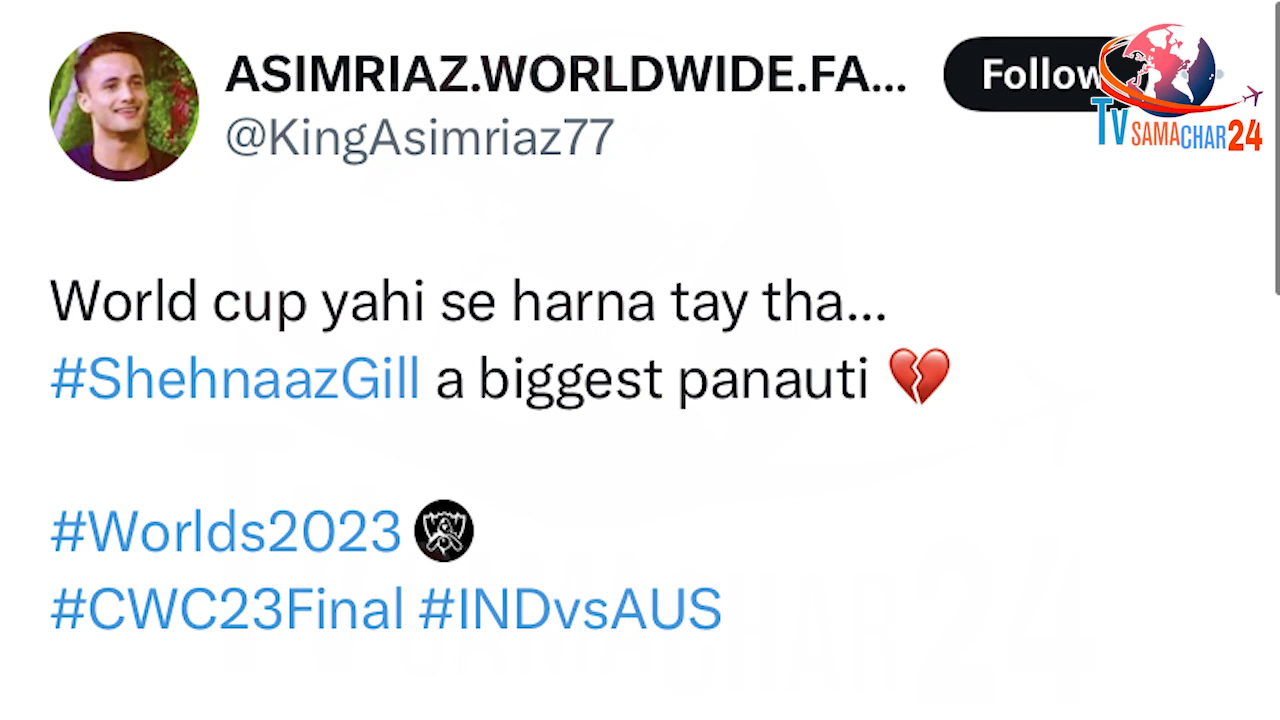 ASIMRIAZ.WORLDWIDE.FA...
@KingAsimriaz77
Follow
TV SAMACHAR24
World cup yahi se harna tay tha...
#ShehnaazGill a biggest panauti 💔
#Worlds2023
#CWC23Final #INDvsAUS